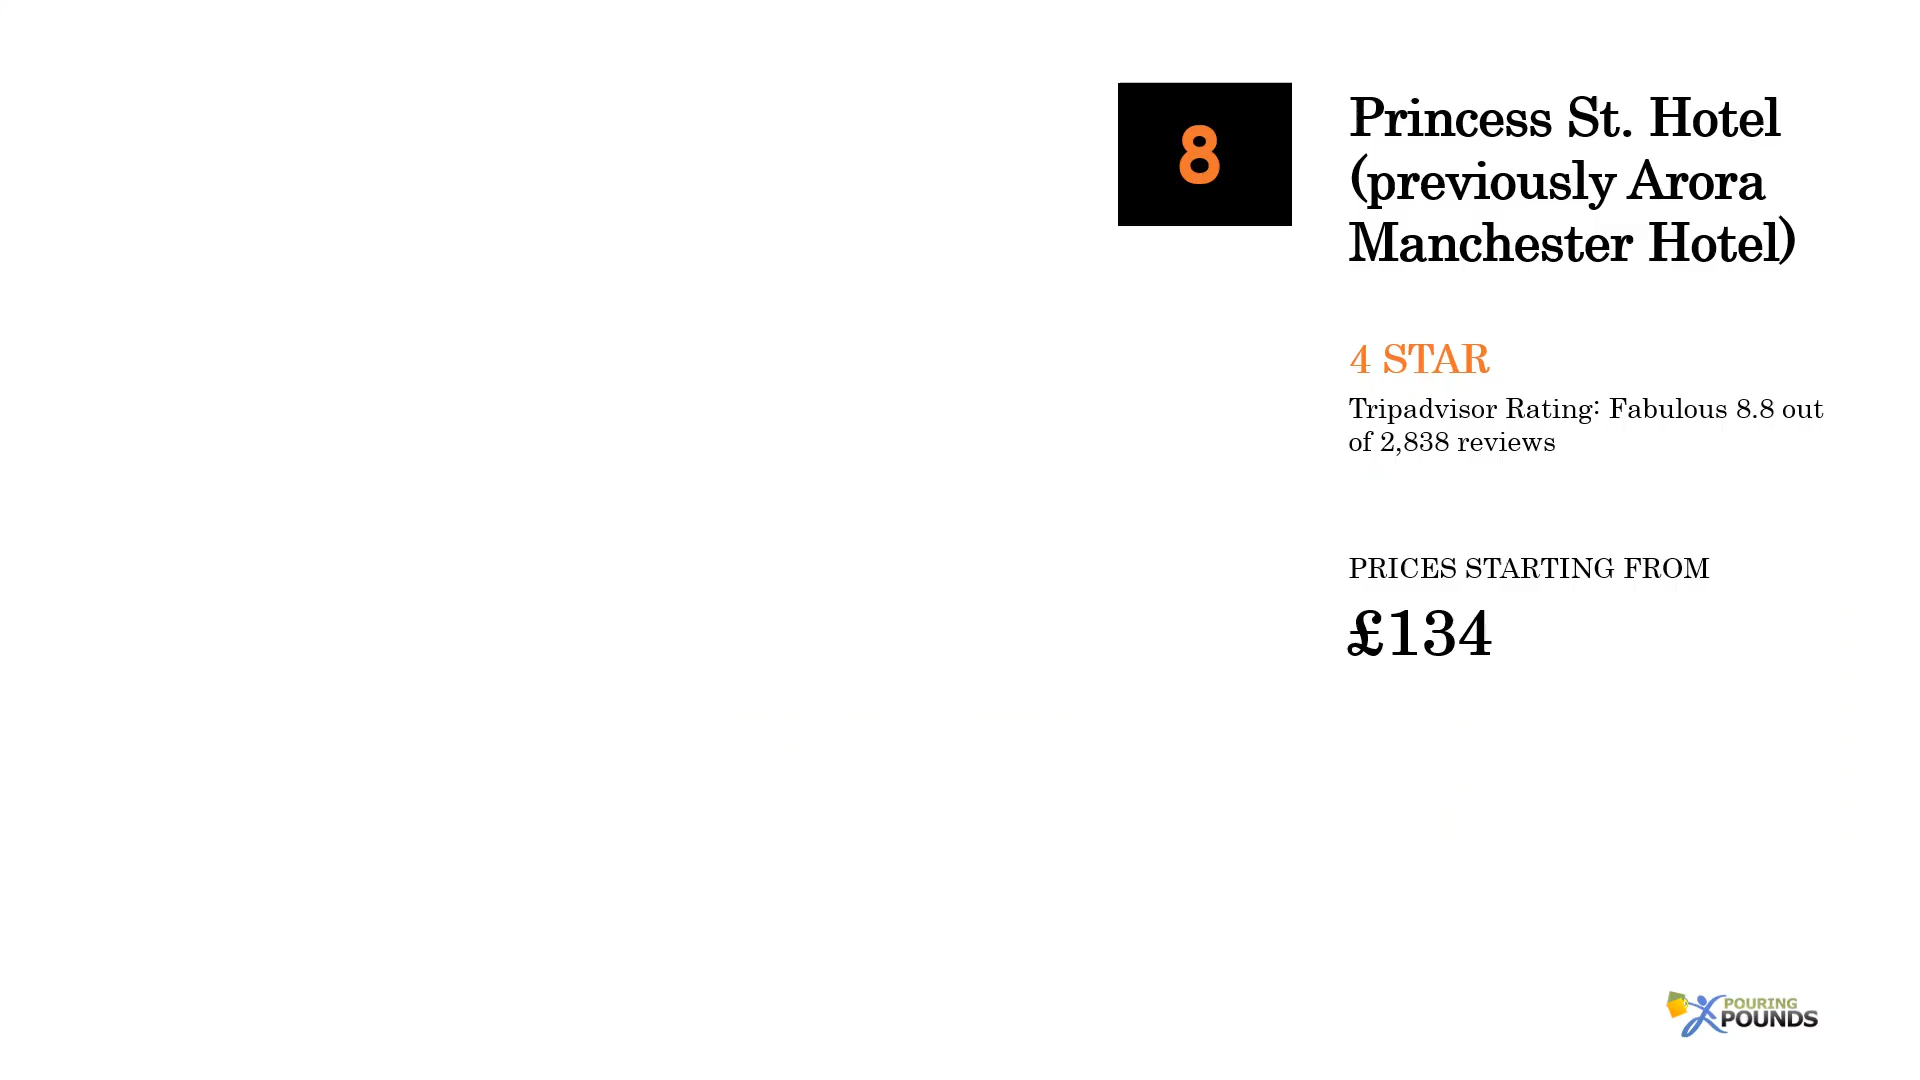 8
Princess St. Hotel
(previously Arora
Manchester Hotel)
4 STAR
Tripadvisor Rating: Fabulous 8.8 out
of 2,838 reviews
PRICES STARTING FROM
£134
POURING
POUNDS